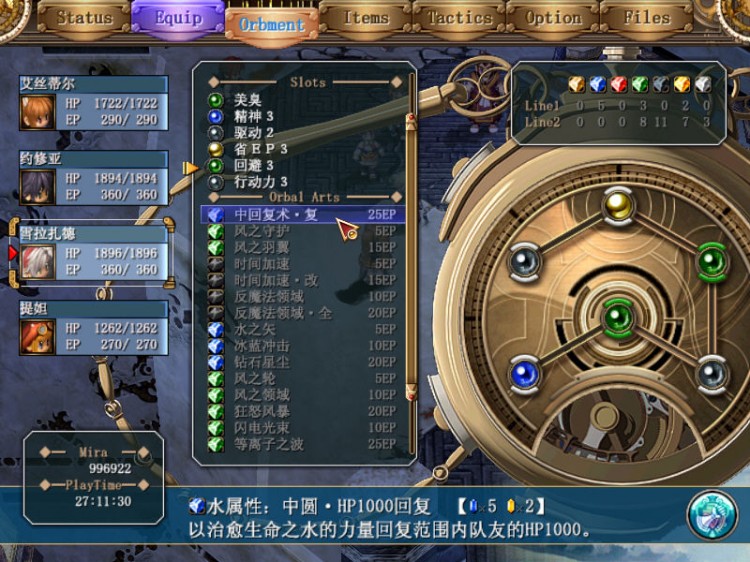 Status Equip Orbment Items Tactics Option Files
艾丝蒂尔
HP 1722/1722
EP 290/ 290
约修亚
HP 1894/1894
EP 360/ 360
雪拉扎德
HP 1896/1896
EP 360/ 360
提妲
HP 1262/1262
EP 270/ 270
Mira
996922
PlayTime
27:11:30
Slots
美臭
精神 3
驱动 2
省ＥＰ 3
回避 3
行动力 3
Orbal Arts
中回复术·复 25EP
风之守护 5EP
风之羽翼 15EP
时间加速 5EP
时间加速·改 15EP
反魔法领域 10EP
反魔法领域·全 20EP
水之矢 5EP
冰蓝冲击 10EP
钻石星尘 20EP
风之轮 5EP
风之领域 10EP
狂怒风暴 20EP
闪电光束 10EP
等离子之波 25EP
Line1 0 5 0 3 0 2 0
Line2 0 0 0 8 11 7 3
水属性：中圆·HP1000回复 【×5 ×2】
以治愈生命之水的力量回复范围内队友的HP1000。